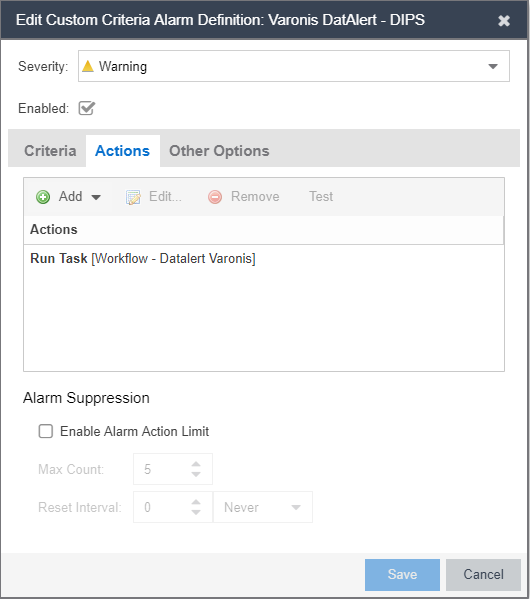 Edit Custom Criteria Alarm Definition: Varonis DatAlert - DIPS
Severity: Warning
Enabled:
Criteria Actions Other Options
Add Edit... Remove Test
Actions
Run Task [Workflow - Datalert Varonis]
Alarm Suppression
Enable Alarm Action Limit
Max Count: 5
Reset Interval: 0 Never
Save Cancel